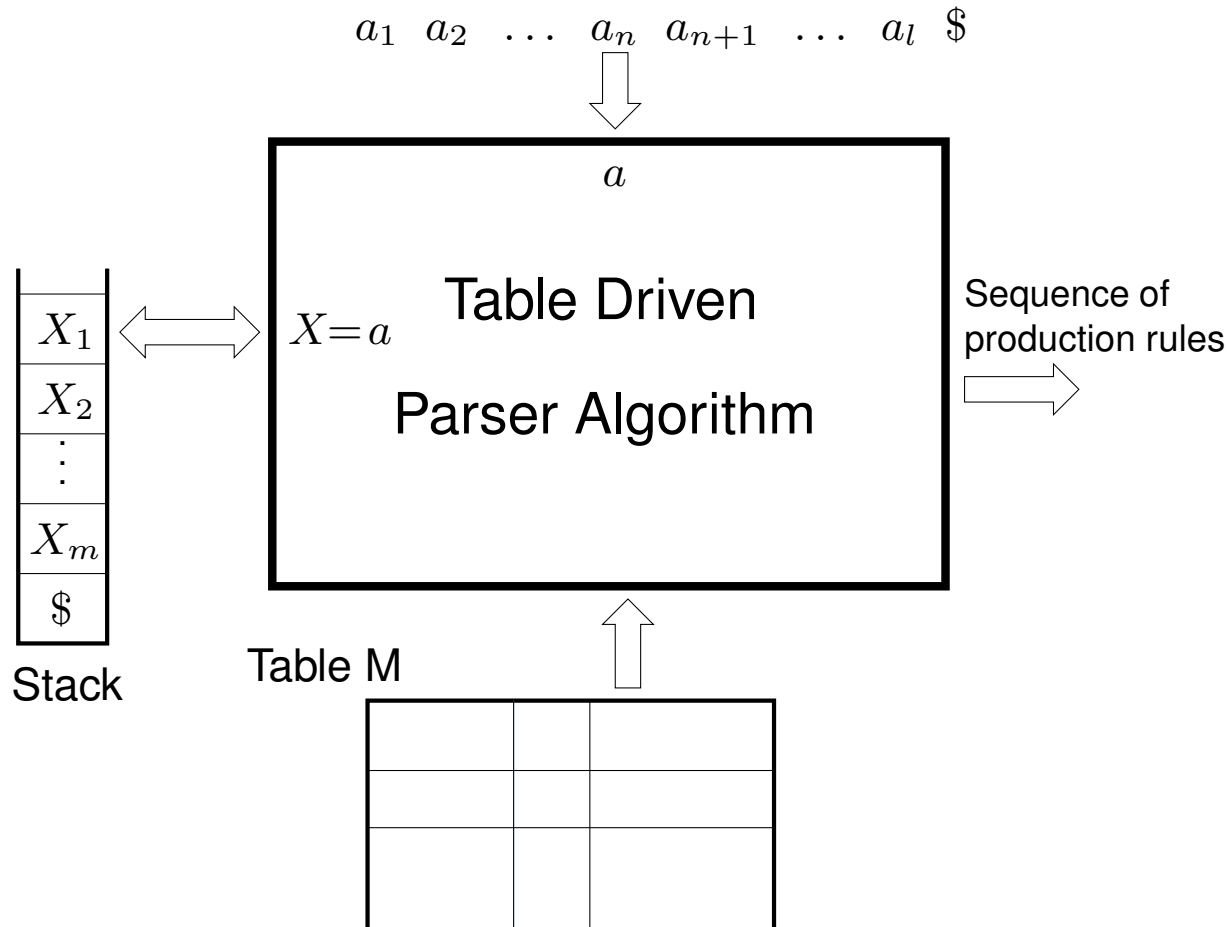 a₁ a₂ … aₙ aₙ₊₁ … aₗ $
a
Table Driven
Parser Algorithm
X=a
X₁
X₂
⋮
Xₘ
$
Stack
Sequence of
production rules
Table M